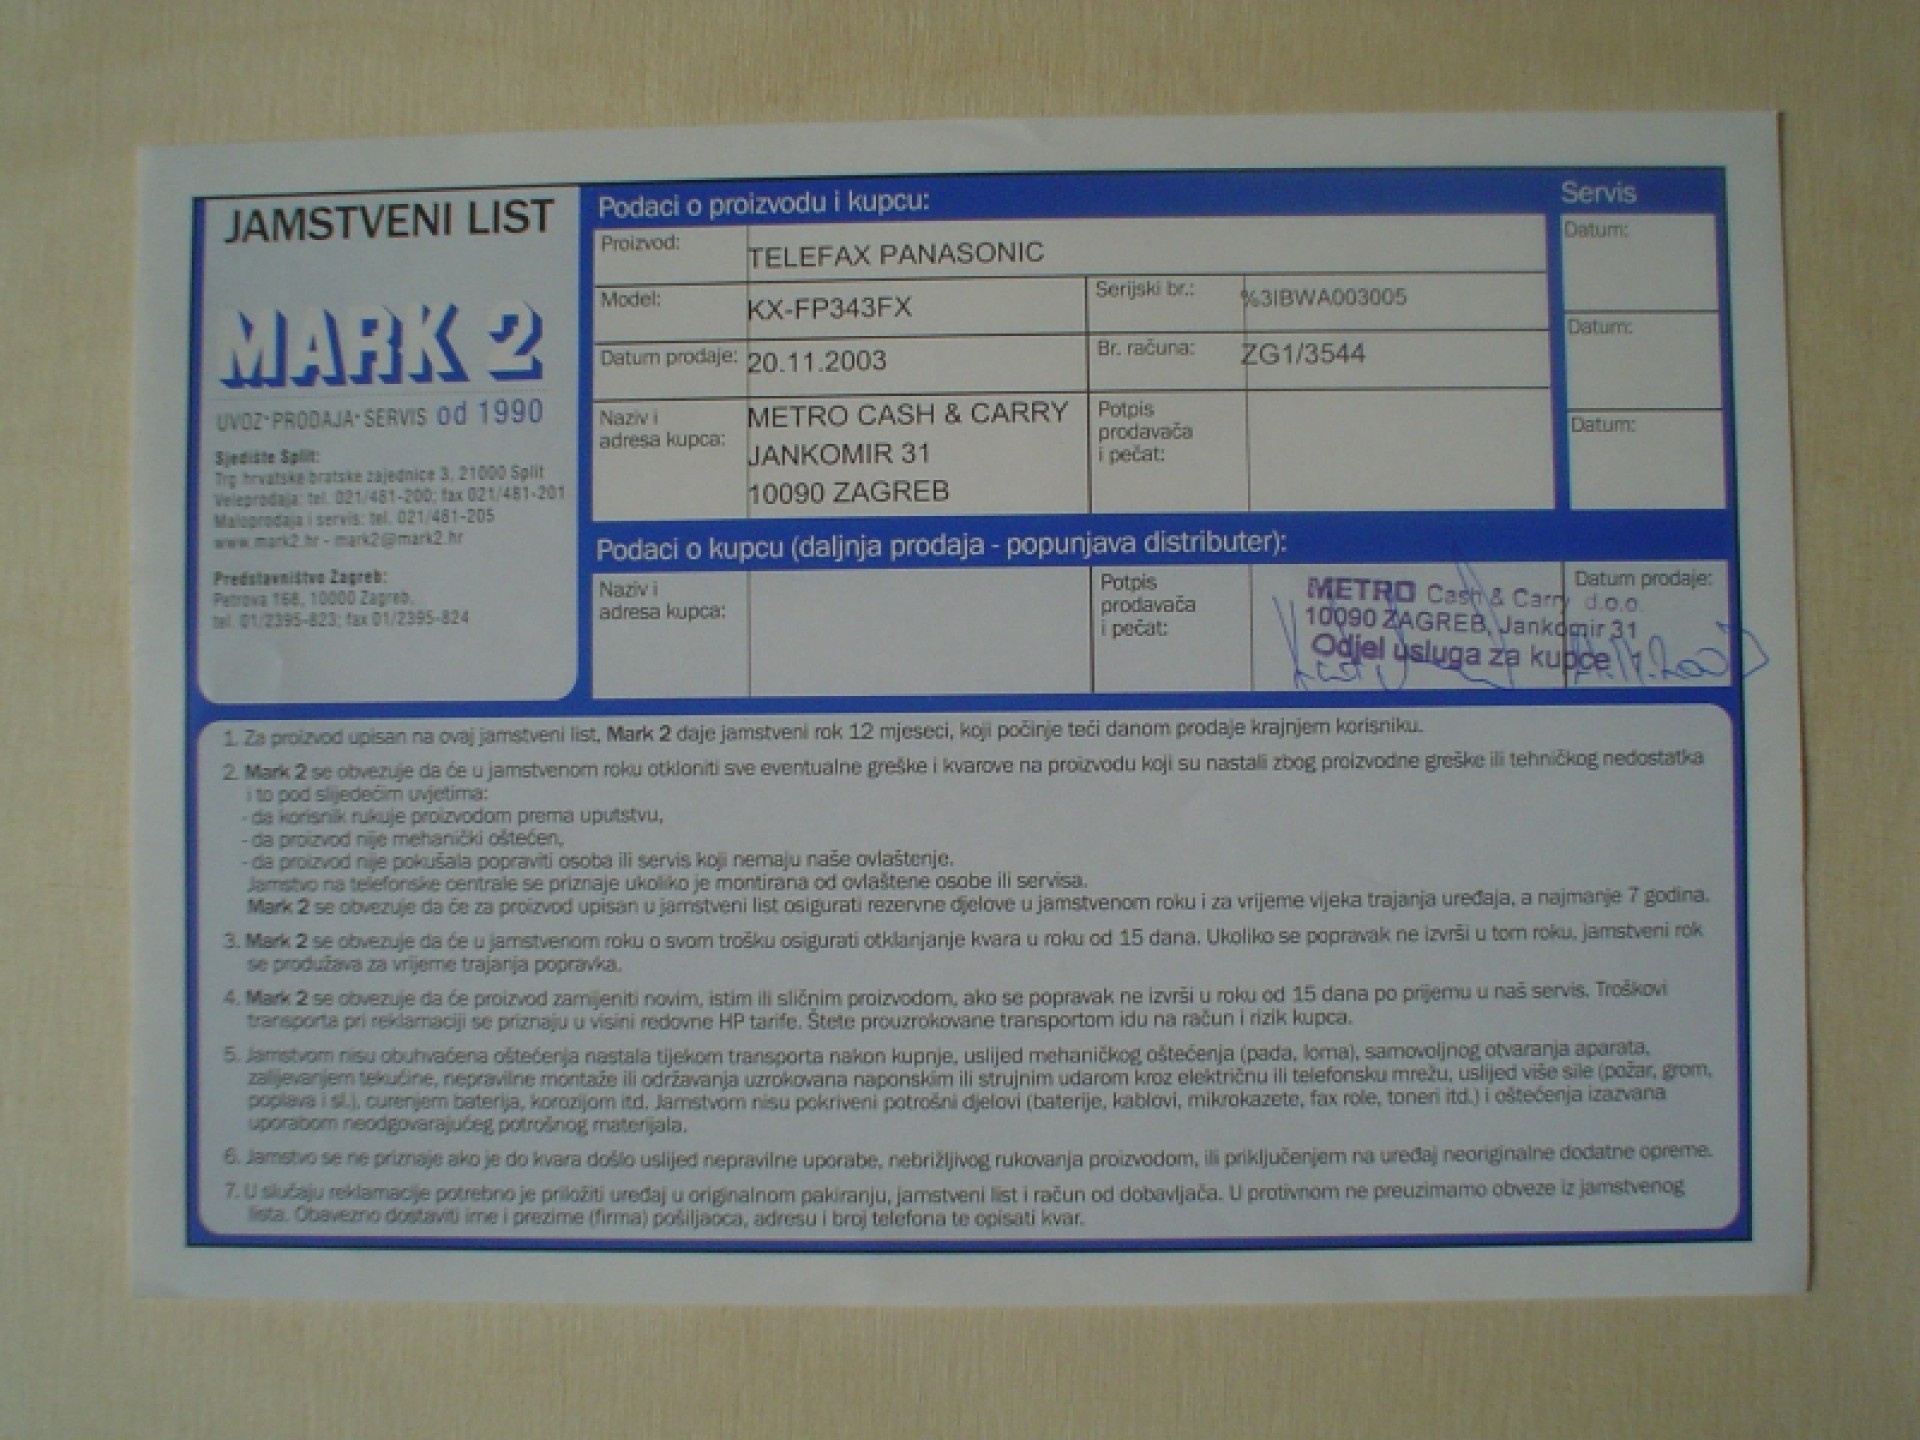 JAMSTVENI LIST
MARK 2
UVOZ-PRODAJA-SERVIS od 1990
Sjedište Split:
Trg hrvatske bratske zajednice 3, 21000 Split
Veleprodaja: tel. 021/481-200; fax 021/481-201
Maloprodaja i servis: tel. 021/481-205
www.mark2.hr - mark2@mark2.hr
Predstavništvo Zagreb:
Petrova 168, 10000 Zagreb,
tel. 01/2395-823; fax 01/2395-824
Podaci o proizvodu i kupcu:
Proizvod: TELEFAX PANASONIC
Model: KX-FP343FX Serijski br.: %3IBWA003005
Datum prodaje: 20.11.2003 Br. računa: ZG1/3544
Naziv i adresa kupca: METRO CASH & CARRY
JANKOMIR 31
10090 ZAGREB
Potpis
prodavača
i pečat:
Servis
Datum:
Datum:
Datum:
Podaci o kupcu (daljnja prodaja - popunjava distributer):
Naziv i
adresa kupca:
Potpis
prodavača
i pečat:
METRO Cash & Carry d.o.o.
10090 ZAGREB, Jankomir 31
Odjel usluga za kupce
Datum prodaje:
1. Za proizvod upisan na ovaj jamstveni list, Mark 2 daje jamstveni rok 12 mjeseci, koji počinje teći danom prodaje krajnjem korisniku.
2. Mark 2 se obvezuje da će u jamstvenom roku otkloniti sve eventualne greške i kvarove na proizvodu koji su nastali zbog proizvodne greške ili tehničkog nedostatka
i to pod slijedećim uvjetima:
- da korisnik rukuje proizvodom prema uputstvu,
- da proizvod nije mehanički oštećen,
- da proizvod nije pokušala popraviti osoba ili servis koji nemaju naše ovlaštenje.
Jamstvo na telefonske centrale se priznaje ukoliko je montirana od ovlaštene osobe ili servisa.
Mark 2 se obvezuje da će za proizvod upisan u jamstveni list osigurati rezervne djelove u jamstvenom roku i za vrijeme vijeka trajanja uređaja, a najmanje 7 godina.
3. Mark 2 se obvezuje da će u jamstvenom roku o svom trošku osigurati otklanjanje kvara u roku od 15 dana. Ukoliko se popravak ne izvrši u tom roku, jamstveni rok
se produžava za vrijeme trajanja popravka.
4. Mark 2 se obvezuje da će proizvod zamijeniti novim, istim ili sličnim proizvodom, ako se popravak ne izvrši u roku od 15 dana po prijemu u naš servis. Troškovi
transporta pri reklamaciji se priznaju u visini redovne HP tarife. Štete prouzrokovane transportom idu na račun i rizik kupca.
5. Jamstvom nisu obuhvaćena oštećenja nastala tijekom transporta nakon kupnje, uslijed mehaničkog oštećenja (pada, loma), samovoljnog otvaranja aparata,
zalijevanjem tekućine, nepravilne montaže ili održavanja uzrokovana naponskim ili strujnim udarom kroz električnu ili telefonsku mrežu, uslijed više sile (požar, grom,
poplava i sl.), curenjem baterija, korozijom itd. Jamstvom nisu pokriveni potrošni djelovi (baterije, kablovi, mikrokazete, fax role, toneri itd.) i oštećenja izazvana
uporabom neodgovarajućeg potrošnog materijala.
6. Jamstvo se ne priznaje ako je do kvara došlo uslijed nepravilne uporabe, nebrižljivog rukovanja proizvodom, ili priključenjem na uređaj neoriginalne dodatne opreme.
7. U slučaju reklamacije potrebno je priložiti uređaj u originalnom pakiranju, jamstveni list i račun od dobavljača. U protivnom ne preuzimamo obveze iz jamstvenog
lista. Obavezno dostaviti ime i prezime (firma) pošiljaoca, adresu i broj telefona te opisati kvar.